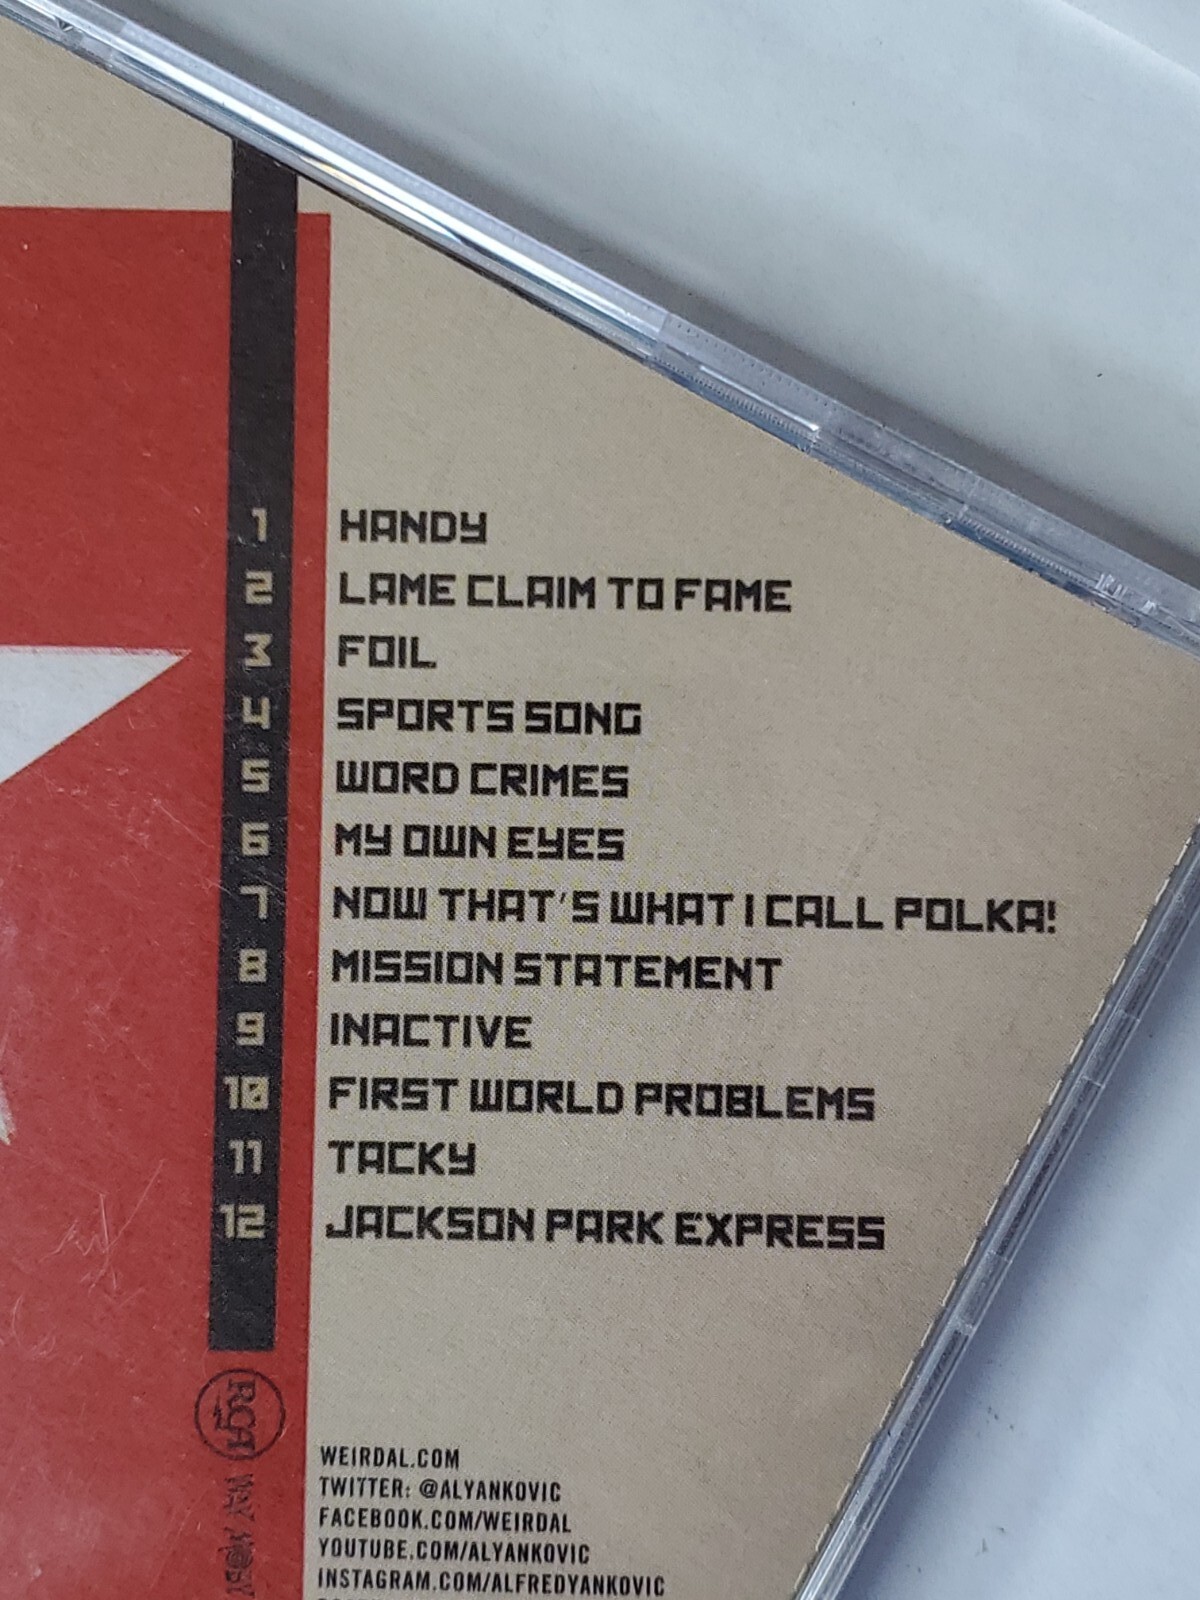 1 HANDY
2 LAME CLAIM TO FAME
3 FOIL
4 SPORTS SONG
5 WORD CRIMES
6 MY OWN EYES
7 NOW THAT'S WHAT I CALL POLKA!
8 MISSION STATEMENT
9 INACTIVE
10 FIRST WORLD PROBLEMS
11 TACKY
12 JACKSON PARK EXPRESS
RCA
WAY MOBY
WEIRDAL.COM
TWITTER: @ALYANKOVIC
FACEBOOK.COM/WEIRDAL
YOUTUBE.COM/ALYANKOVIC
INSTAGRAM.COM/ALFREDYANKOVIC